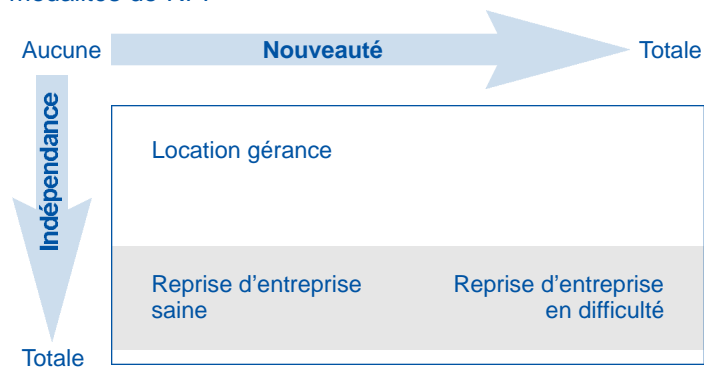 Aucune Nouveauté Totale
Indépendance
Location gérance
Reprise d’entreprise saine
Reprise d’entreprise en difficulté
Totale